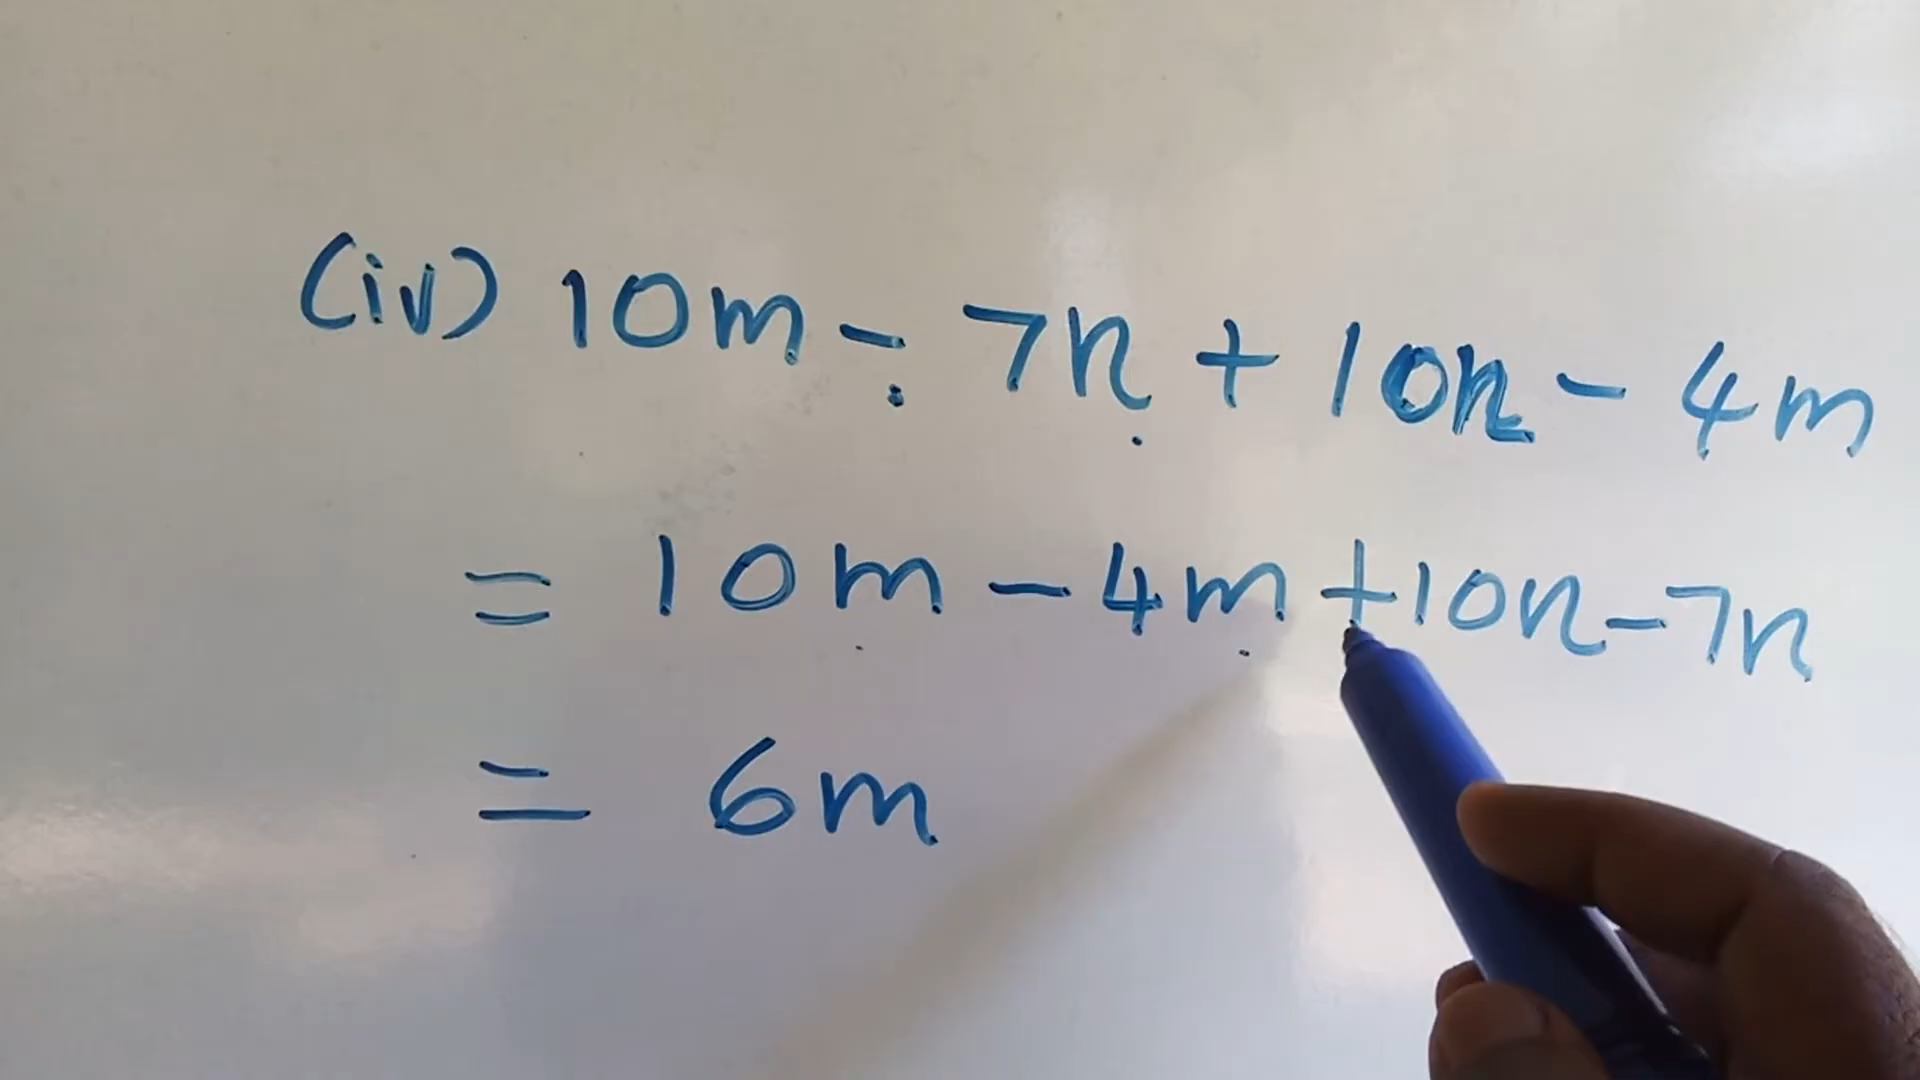 (iv) 10m - 7n + 10n - 4m
= 10m - 4m + 10n - 7n
= 6m